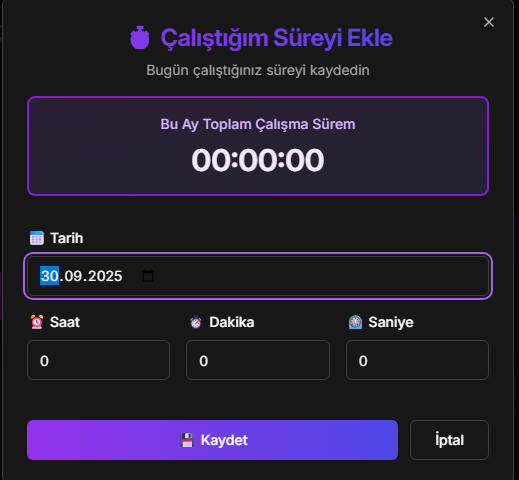 Çalıştığım Süreyi Ekle
Bugün çalıştığınız süreyi kaydedin
Bu Ay Toplam Çalışma Sürem
00:00:00
Tarih
30.09.2025
Saat Dakika Saniye
0 0 0
Kaydet İptal